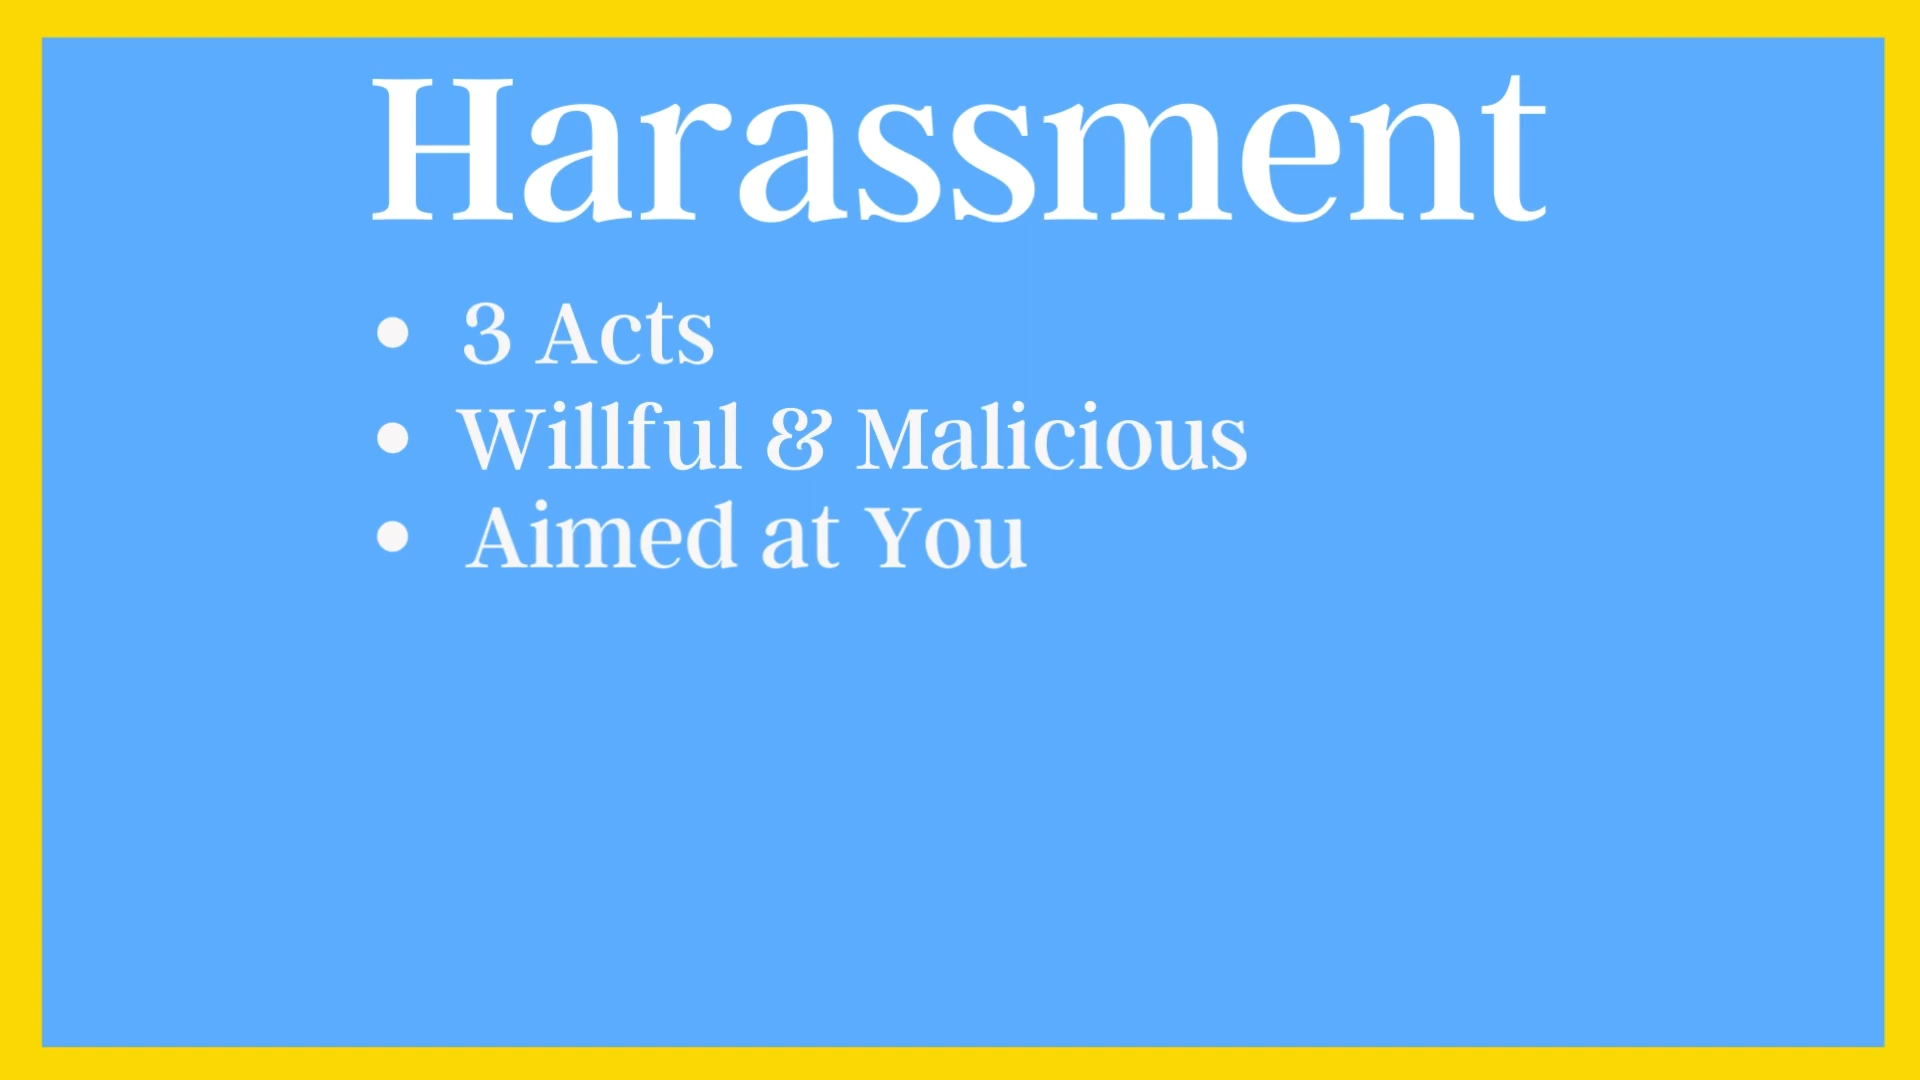 Harassment
• 3 Acts
• Willful & Malicious
• Aimed at You